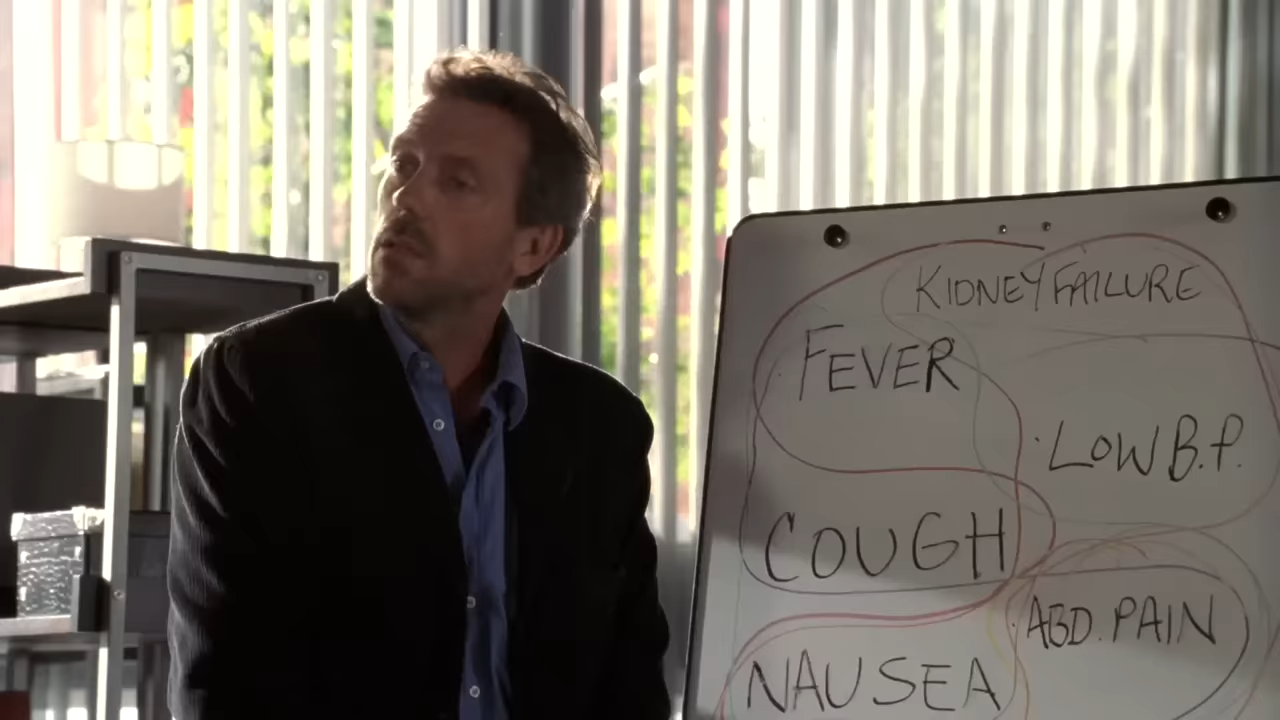 KIDNEY FAILURE
FEVER
LOW B.P.
COUGH
ABD. PAIN
NAUSEA